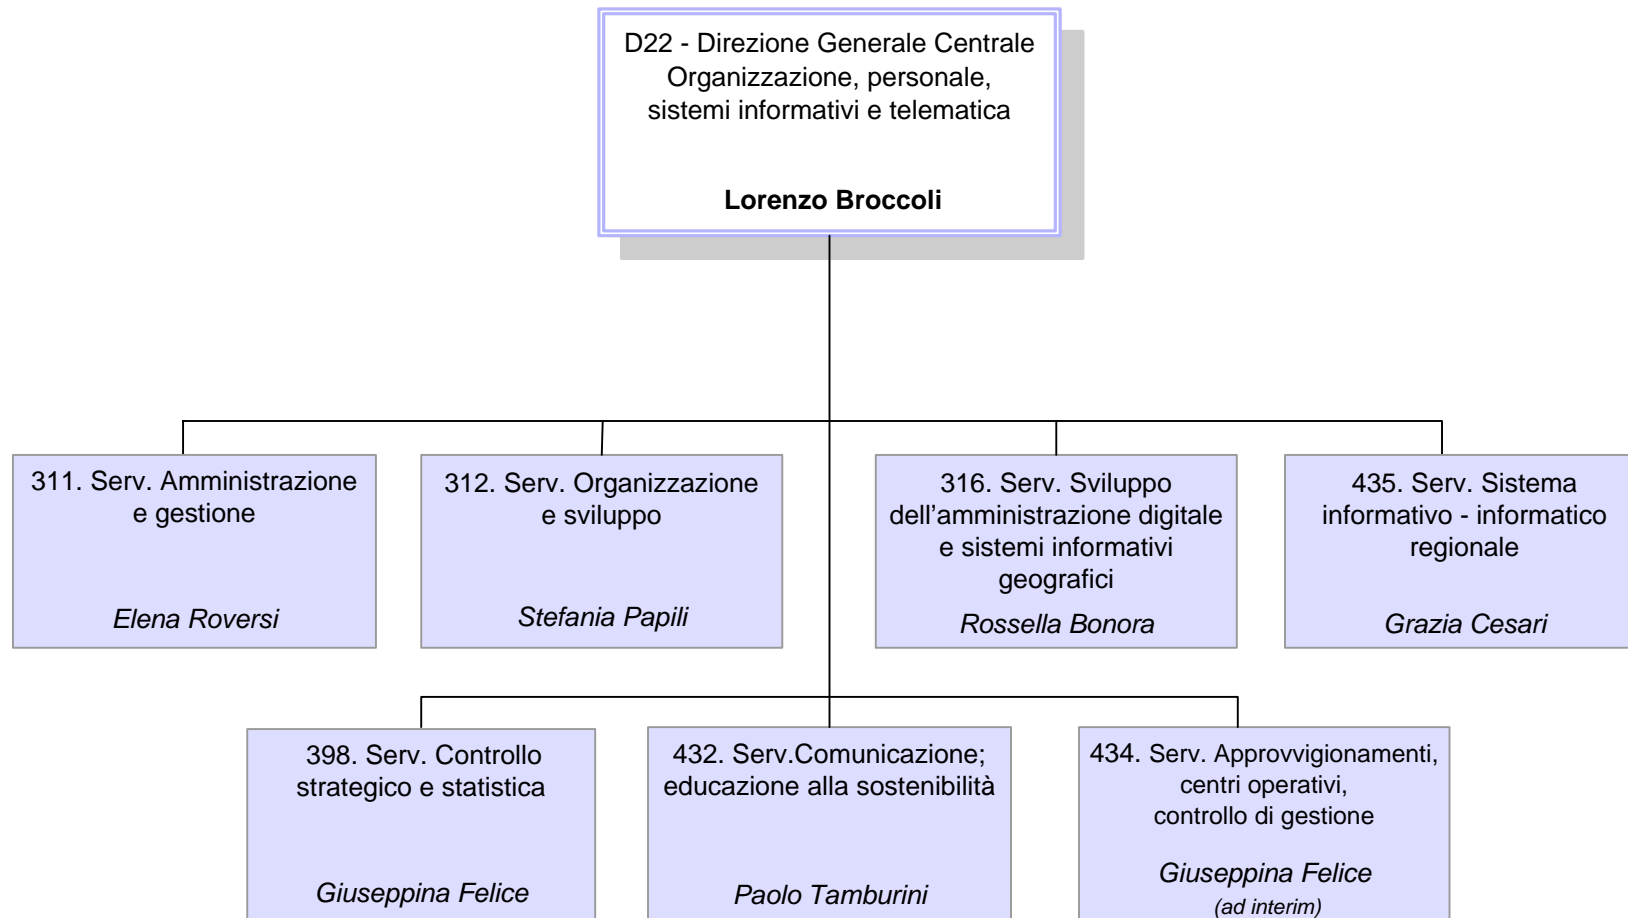 D22 - Direzione Generale Centrale
Organizzazione, personale,
sistemi informativi e telematica
Lorenzo Broccoli
311. Serv. Amministrazione
e gestione
Elena Roversi
312. Serv. Organizzazione
e sviluppo
Stefania Papili
316. Serv. Sviluppo
dell’amministrazione digitale
e sistemi informativi
geografici
Rossella Bonora
435. Serv. Sistema
informativo - informatico
regionale
Grazia Cesari
398. Serv. Controllo
strategico e statistica
Giuseppina Felice
432. Serv.Comunicazione;
educazione alla sostenibilità
Paolo Tamburini
434. Serv. Approvvigionamenti,
centri operativi,
controllo di gestione
Giuseppina Felice
(ad interim)